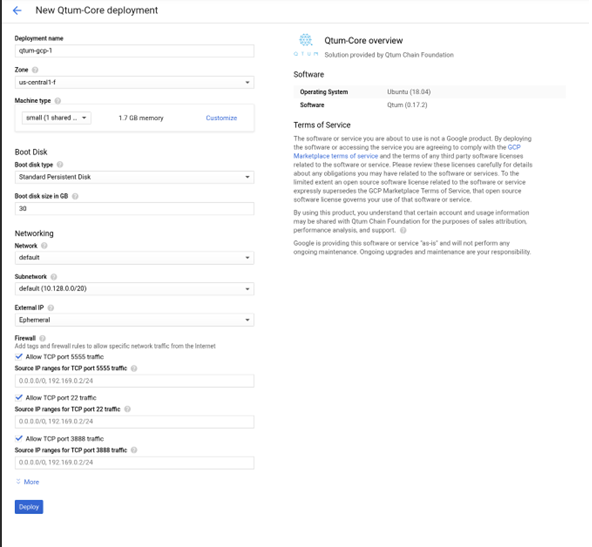 New Qtum-Core deployment
Deployment name
qtum-gcp-1
Zone
us-central1-f
Machine type
small (1 shared ...
1.7 GB memory
Customize
Boot Disk
Boot disk type
Standard Persistent Disk
Boot disk size in GB
30
Networking
Network
default
Subnetwork
default (10.128.0.0/20)
External IP
Ephemeral
Firewall
Add tags and firewall rules to allow specific network traffic from the Internet
Allow TCP port 5555 traffic
Source IP ranges for TCP port 5555 traffic
0.0.0.0/0, 192.169.0.2/24
Allow TCP port 22 traffic
Source IP ranges for TCP port 22 traffic
0.0.0.0/0, 192.169.0.2/24
Allow TCP port 3888 traffic
Source IP ranges for TCP port 3888 traffic
0.0.0.0/0, 192.169.0.2/24
More
Deploy
QTUM
Qtum-Core overview
Solution provided by Qtum Chain Foundation
Software
Operating System Ubuntu (18.04)
Software Qtum (0.17.2)
Terms of Service
The software or service you are about to use is not a Google product. By deploying
the software or accessing the service you are agreeing to comply with the GCP
Marketplace terms of service and the terms of any third party software licenses
related to the software or service. Please review these licenses carefully for details
about any obligations you may have related to the software or services. To the
limited extent an open source software license related to the software or service
expressly supersedes the GCP Marketplace Terms of Service, that open source
software license governs your use of that software or service.
By using this product, you understand that certain account and usage information
may be shared with Qtum Chain Foundation for the purposes of sales attribution,
performance analysis, and support.
Google is providing this software or service "as-is" and will not perform any
ongoing maintenance. Ongoing upgrades and maintenance are your responsibility.